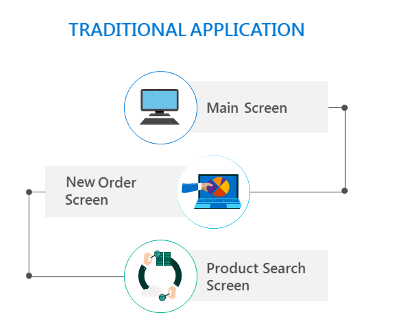 TRADITIONAL APPLICATION
Main Screen
New Order
Screen
Product Search
Screen